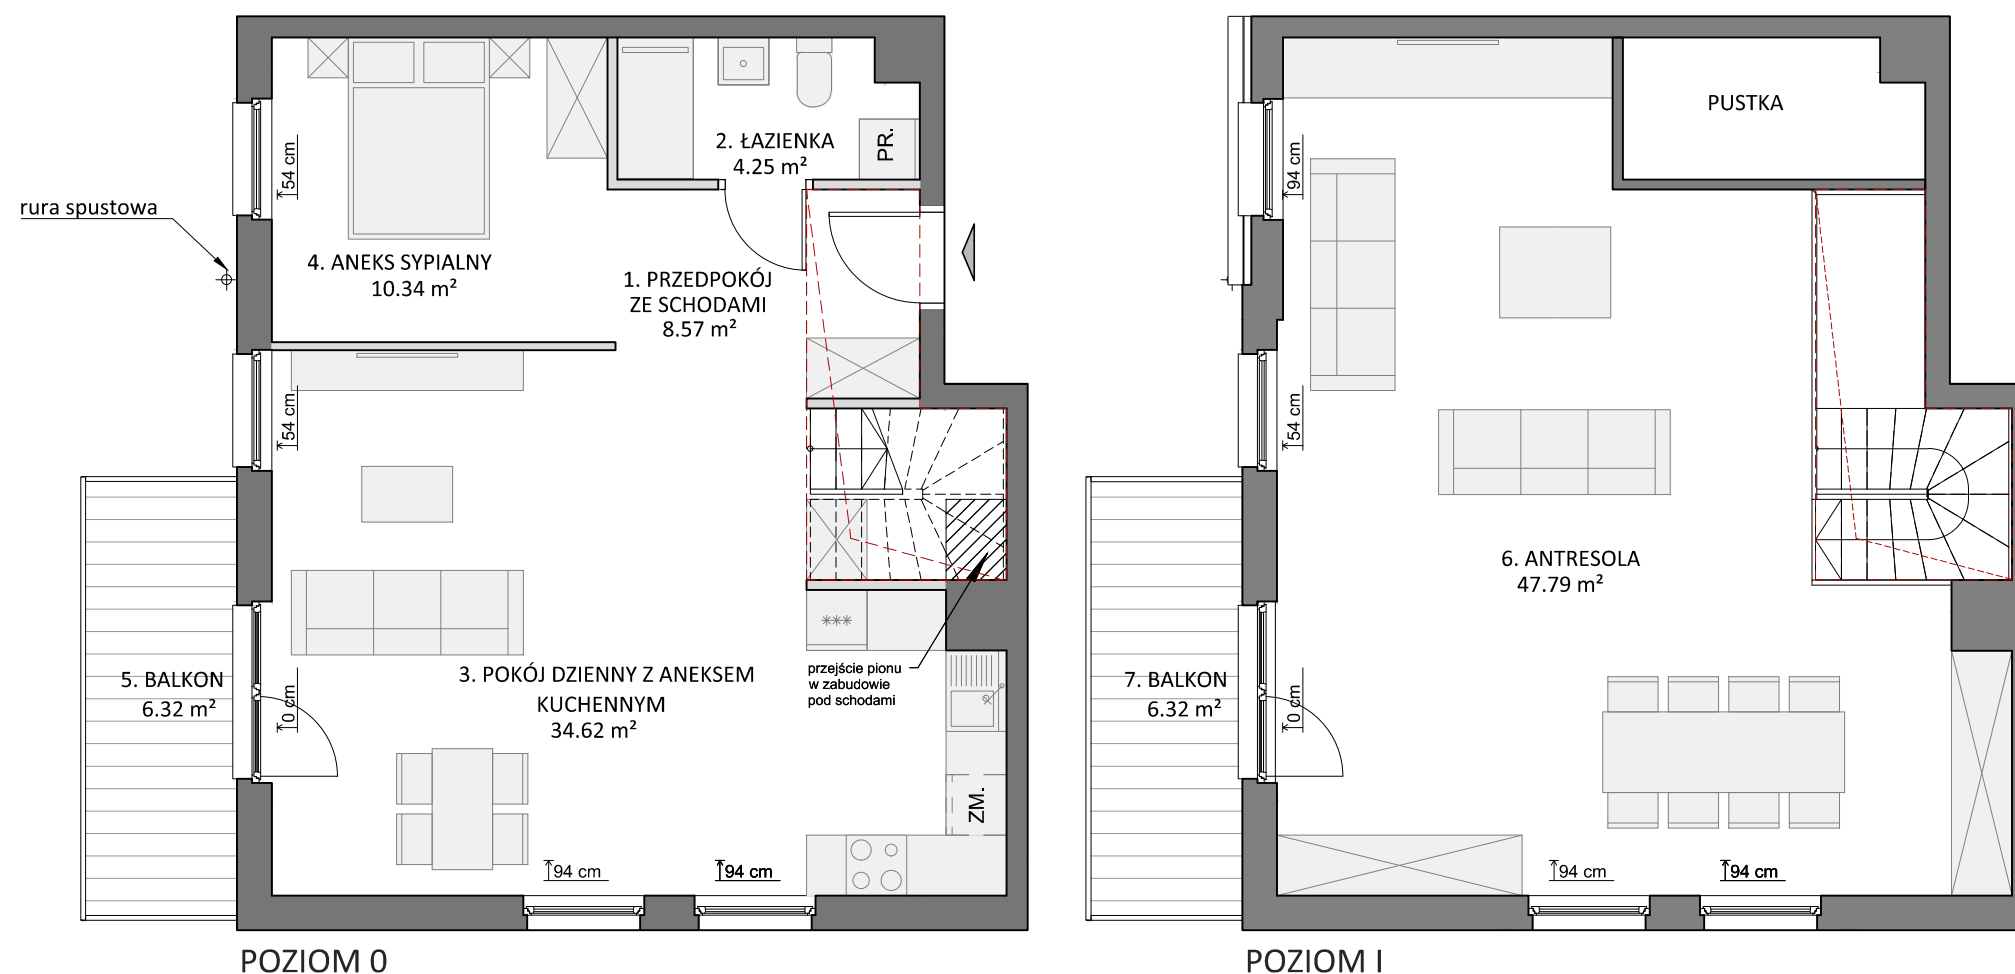 2. ŁAZIENKA
4.25 m²
PR.
54 cm
rura spustowa
4. ANEKS SYPIALNY
10.34 m²
1. PRZEDPOKÓJ
ZE SCHODAMI
8.57 m²
54 cm
***
przejście pionu
w zabudowie
pod schodami
3. POKÓJ DZIENNY Z ANEKSEM
KUCHENNYM
34.62 m²
5. BALKON
6.32 m²
0 cm
ZM.
94 cm
94 cm
POZIOM 0
PUSTKA
94 cm
54 cm
6. ANTRESOLA
47.79 m²
7. BALKON
6.32 m²
0 cm
94 cm
94 cm
POZIOM I